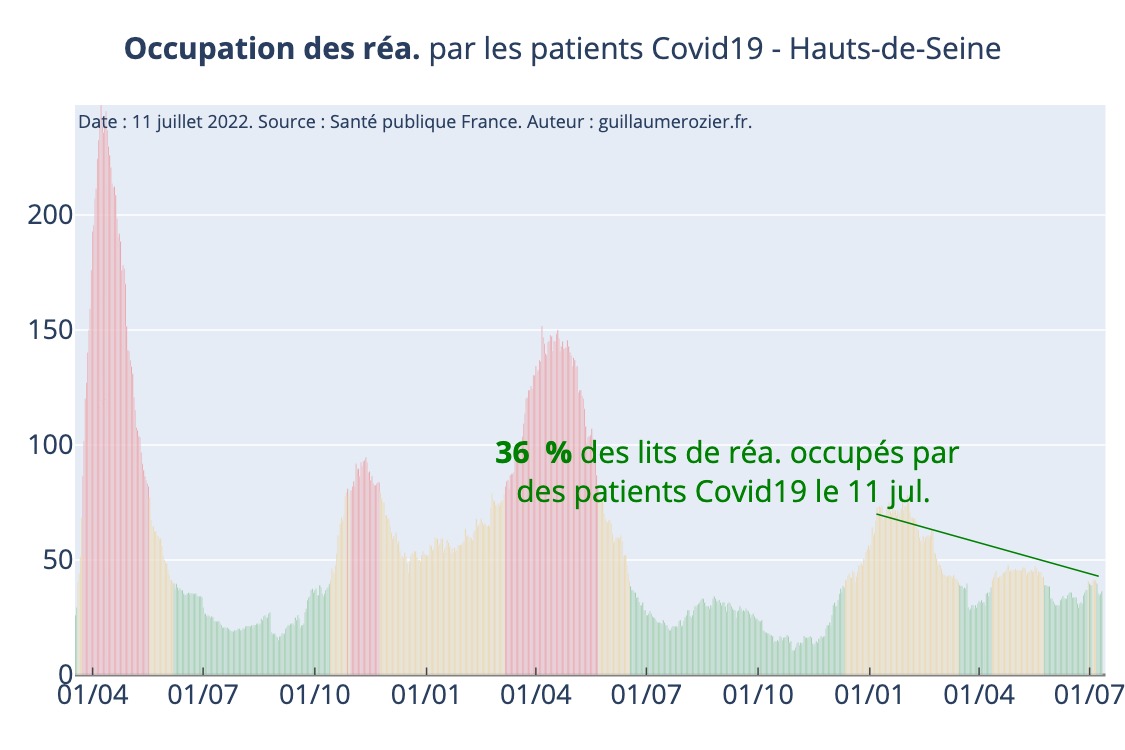 Occupation des réa. par les patients Covid19 - Hauts-de-Seine
Date : 11 juillet 2022. Source : Santé publique France. Auteur : guillaumerozier.fr.
200
150
100
50
0
36 % des lits de réa. occupés par
des patients Covid19 le 11 jul.
01/04 01/07 01/10 01/01 01/04 01/07 01/10 01/01 01/04 01/07